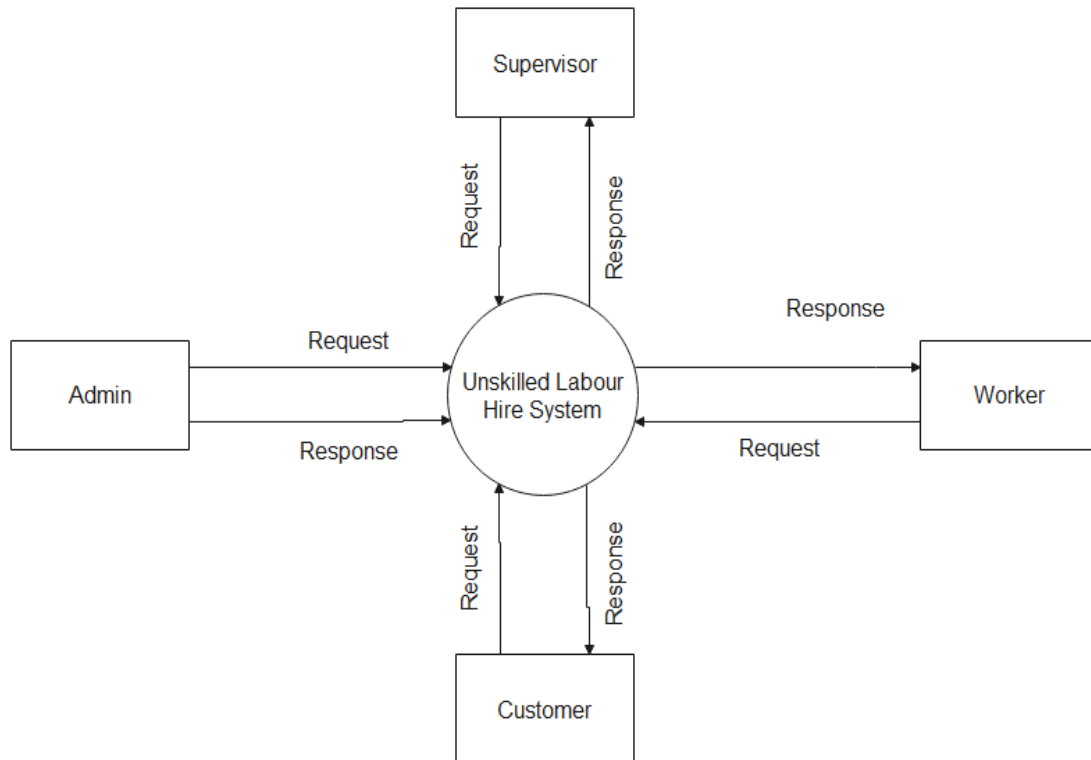 Supervisor
Request
Response
Response
Request
Admin
Unskilled Labour
Hire System
Worker
Response
Request
Request
Response
Customer